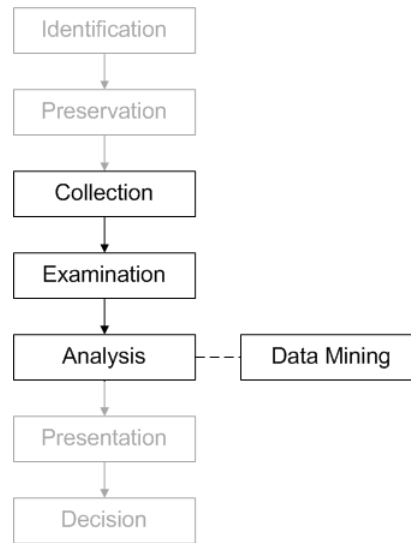 Identification
Preservation
Collection
Examination
Analysis
Data Mining
Presentation
Decision